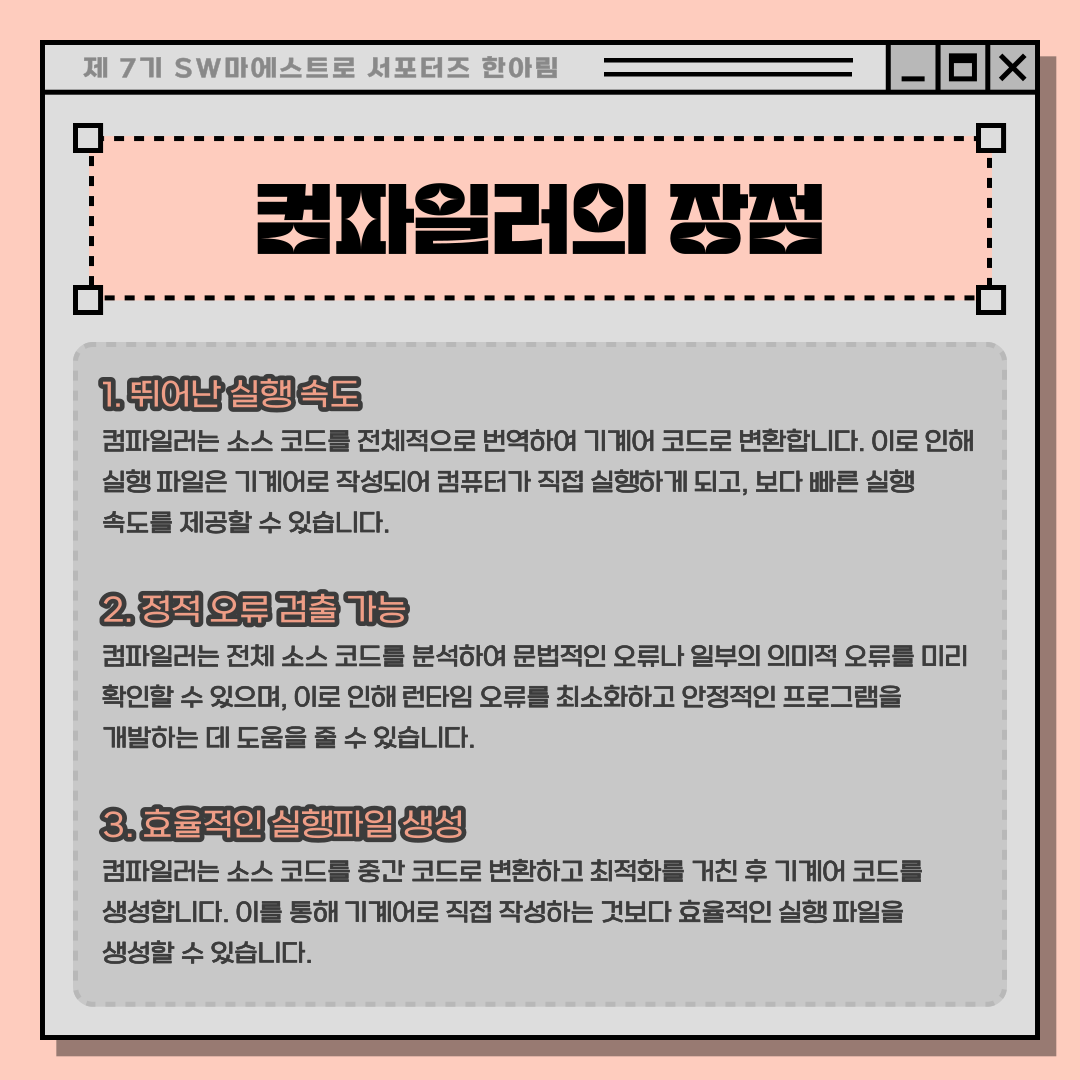 제 7기 SW마에스트로 서포터즈 한아림
컴파일러의 장점
1. 뛰어난 실행 속도
컴파일러는 소스 코드를 전체적으로 번역하여 기계어 코드로 변환합니다. 이로 인해
실행 파일은 기계어로 작성되어 컴퓨터가 직접 실행하게 되고, 보다 빠른 실행
속도를 제공할 수 있습니다.
2. 정적 오류 검출 가능
컴파일러는 전체 소스 코드를 분석하여 문법적인 오류나 일부의 의미적 오류를 미리
확인할 수 있으며, 이로 인해 런타임 오류를 최소화하고 안정적인 프로그램을
개발하는 데 도움을 줄 수 있습니다.
3. 효율적인 실행파일 생성
컴파일러는 소스 코드를 중간 코드로 변환하고 최적화를 거친 후 기계어 코드를
생성합니다. 이를 통해 기계어로 직접 작성하는 것보다 효율적인 실행 파일을
생성할 수 있습니다.